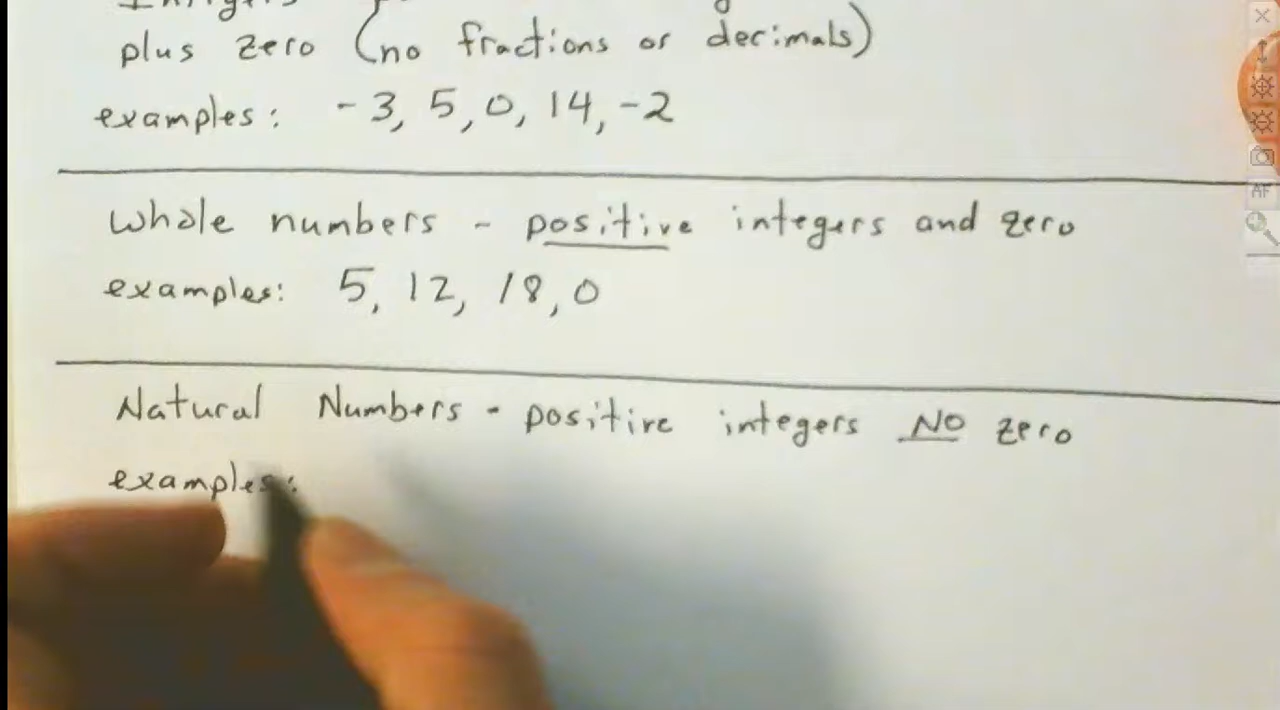 plus zero (no fractions or decimals)
examples: -3, 5, 0, 14, -2
Whole numbers - positive integers and zero
examples: 5, 12, 18, 0
Natural Numbers - positive integers NO zero
examples:
AF